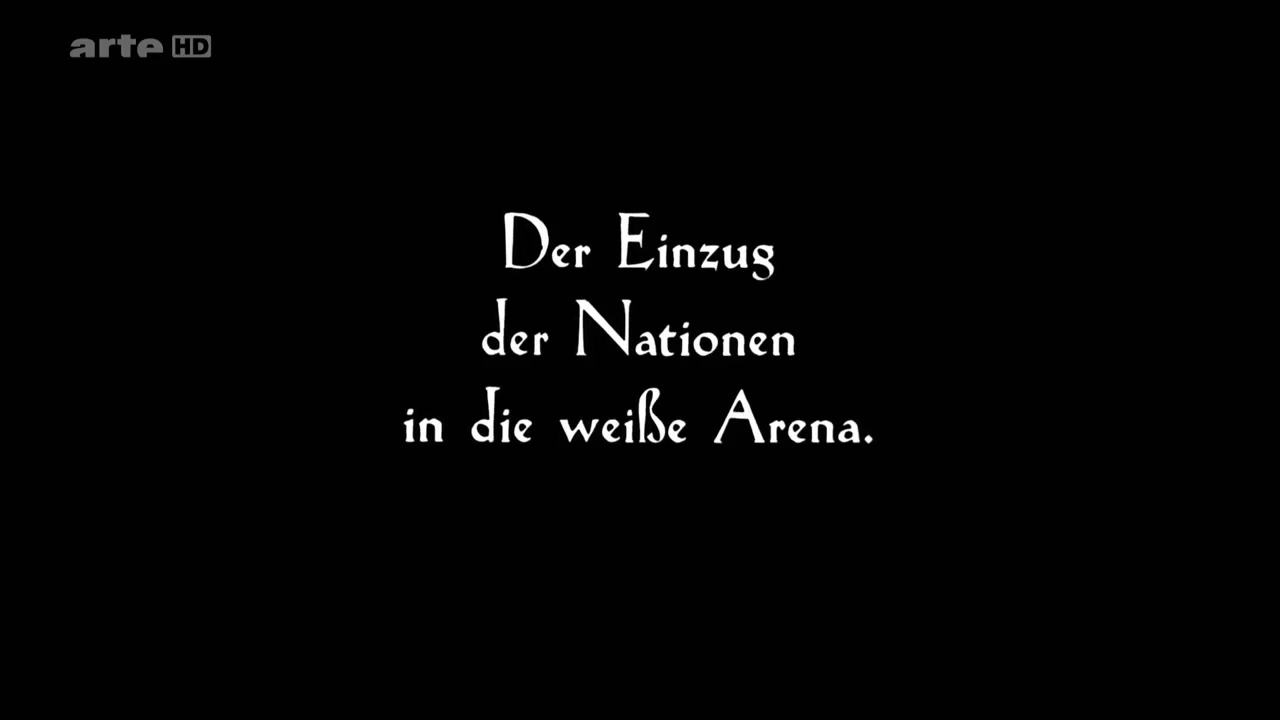 arte HD
Der Einzug
der Nationen
in die weiße Arena.